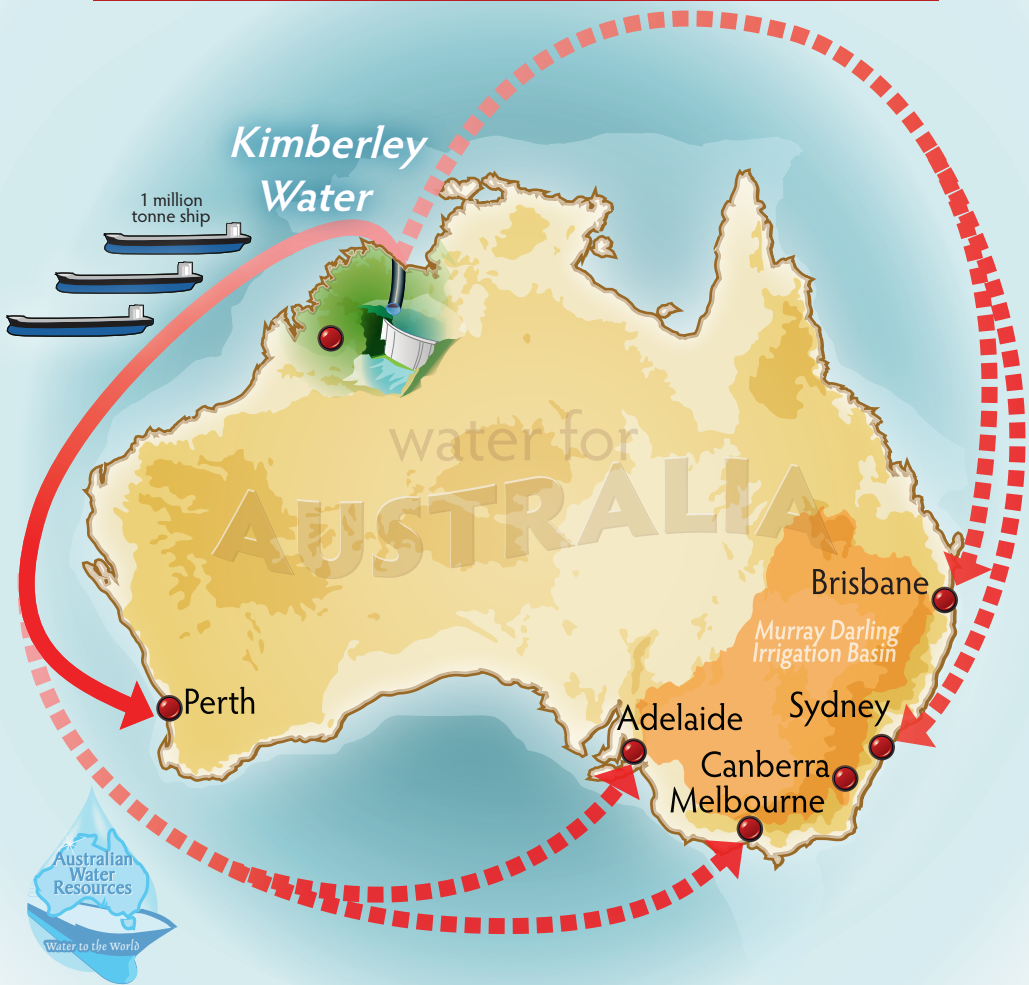 Kimberley
Water
1 million
tonne ship
water for
AUSTRALIA
Brisbane
Murray Darling
Irrigation Basin
Perth
Adelaide
Sydney
Canberra
Melbourne
Australian
Water
Resources
Water to the World